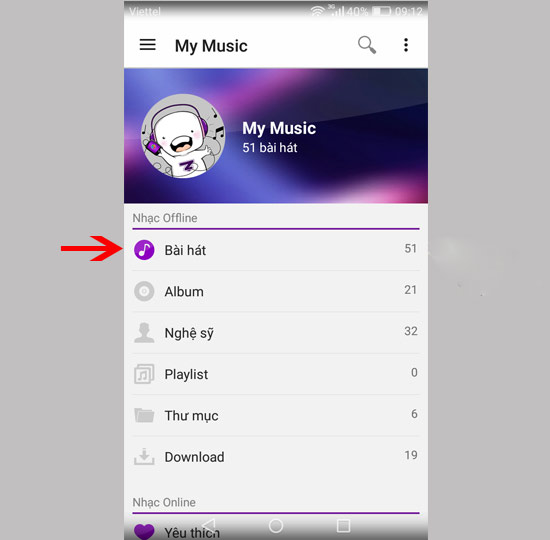 Viettel 3G 40% 09:12
My Music
My Music
51 bài hát
Nhạc Offline
Bài hát 51
Album 21
Nghệ sỹ 32
Playlist 0
Thư mục 6
Download 19
Nhạc Online
Yêu thích